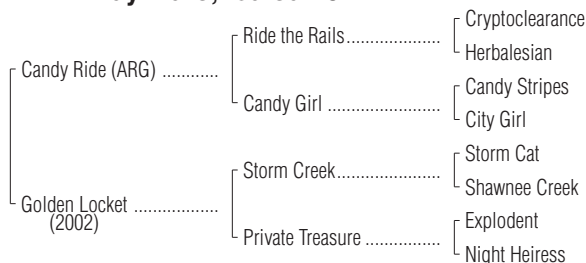 Cryptoclearance
Ride the Rails
Herbalesian
Candy Ride (ARG)
Candy Stripes
Candy Girl
City Girl
Storm Cat
Storm Creek
Shawnee Creek
Golden Locket
(2002)
Explodent
Private Treasure
Night Heiress